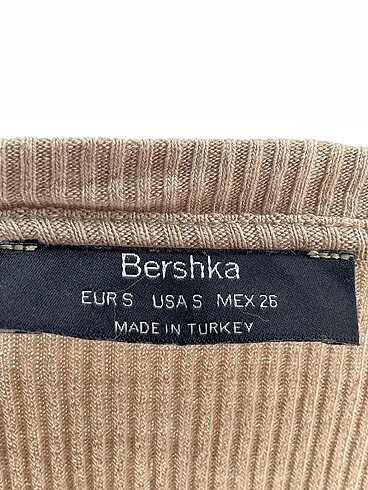 Bershka
EUR S USA S MEX 26
MADE IN TURKEY